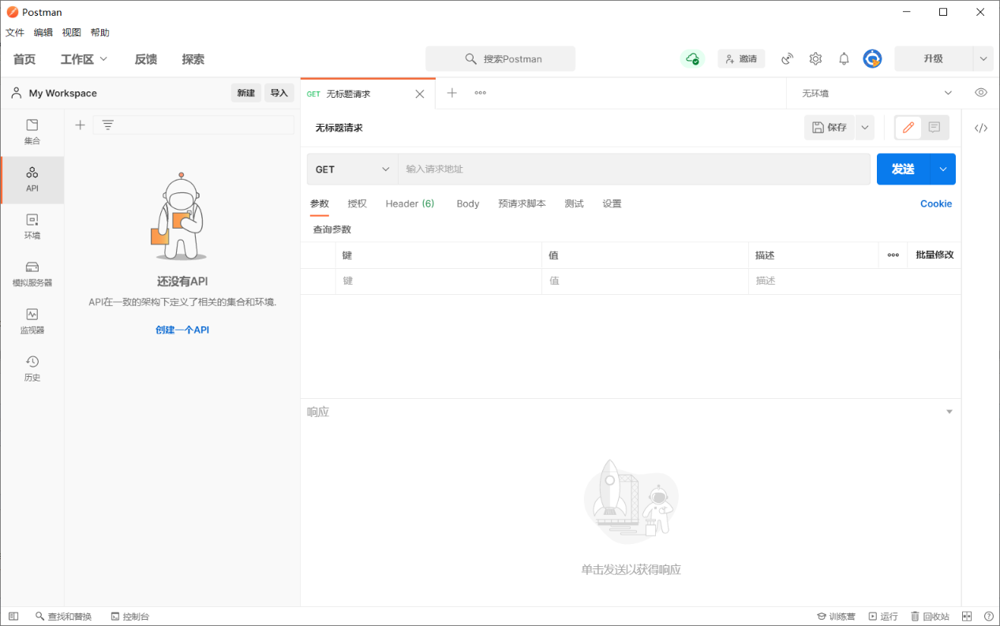 Postman
文件 编辑 视图 帮助
首页 工作区 反馈 探索 搜索Postman 邀请 升级
My Workspace 新建 导入 GET 无标题请求 无环境
集合
API
环境
模拟服务器
监视器
历史
还没有API
API在一致的架构下定义了相关的集合和环境.
创建一个API
无标题请求 保存
GET 输入请求地址 发送
参数 授权 Header (6) Body 预请求脚本 测试 设置 Cookie
查询参数
键 值 描述 批量修改
键 值 描述
响应
单击发送以获得响应
查找和替换 控制台 训练营 运行 回收站